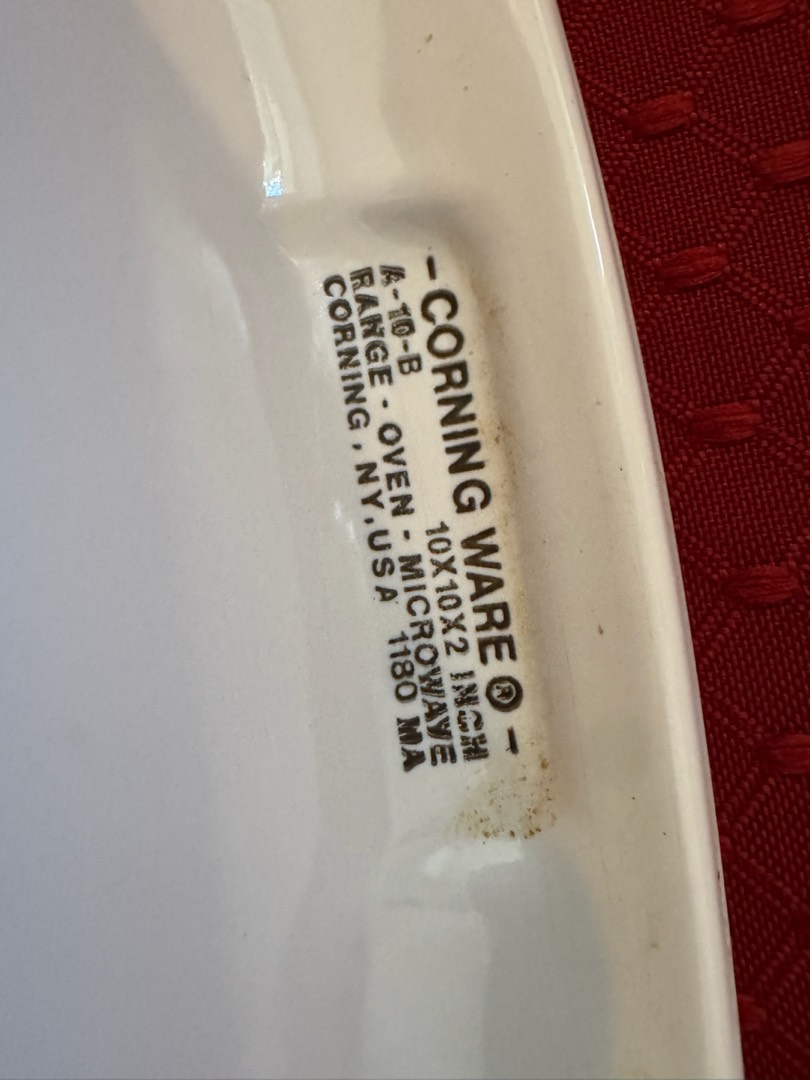 -CORNING WARE®-
A-10-B 10X10X2 INCH
RANGE - OVEN - MICROWAVE
CORNING, NY, USA 1180 MA